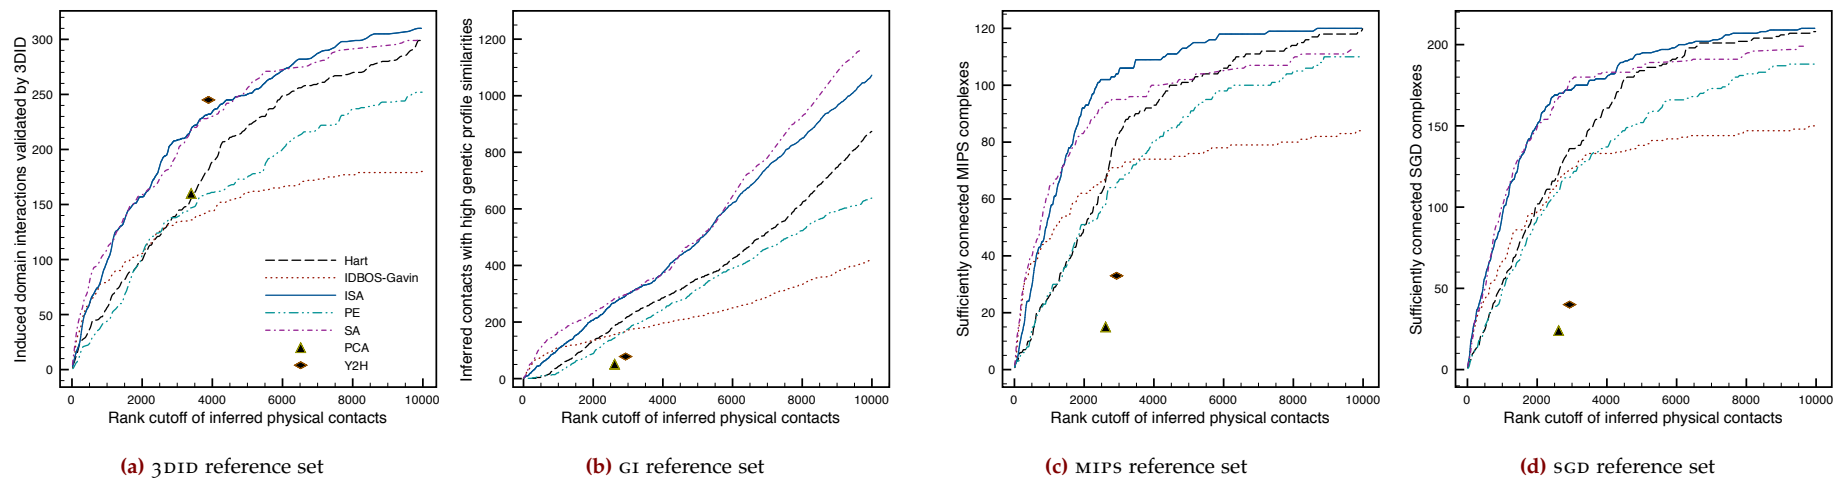 Induced domain interactions validated by 3DID
300
250
200
150
100
50
0
0 2000 4000 6000 8000 10000
Rank cutoff of inferred physical contacts
Hart
IDBOS-Gavin
ISA
PE
SA
PCA
Y2H
(a) 3DID reference set
Inferred contacts with high genetic profile similarities
1200
1000
800
600
400
200
0
0 2000 4000 6000 8000 10000
Rank cutoff of inferred physical contacts
(b) GI reference set
Sufficiently connected MIPS complexes
120
100
80
60
40
20
0
0 2000 4000 6000 8000 10000
Rank cutoff of inferred physical contacts
(c) MIPS reference set
Sufficiently connected SGD complexes
200
150
100
50
0
0 2000 4000 6000 8000 10000
Rank cutoff of inferred physical contacts
(d) SGD reference set